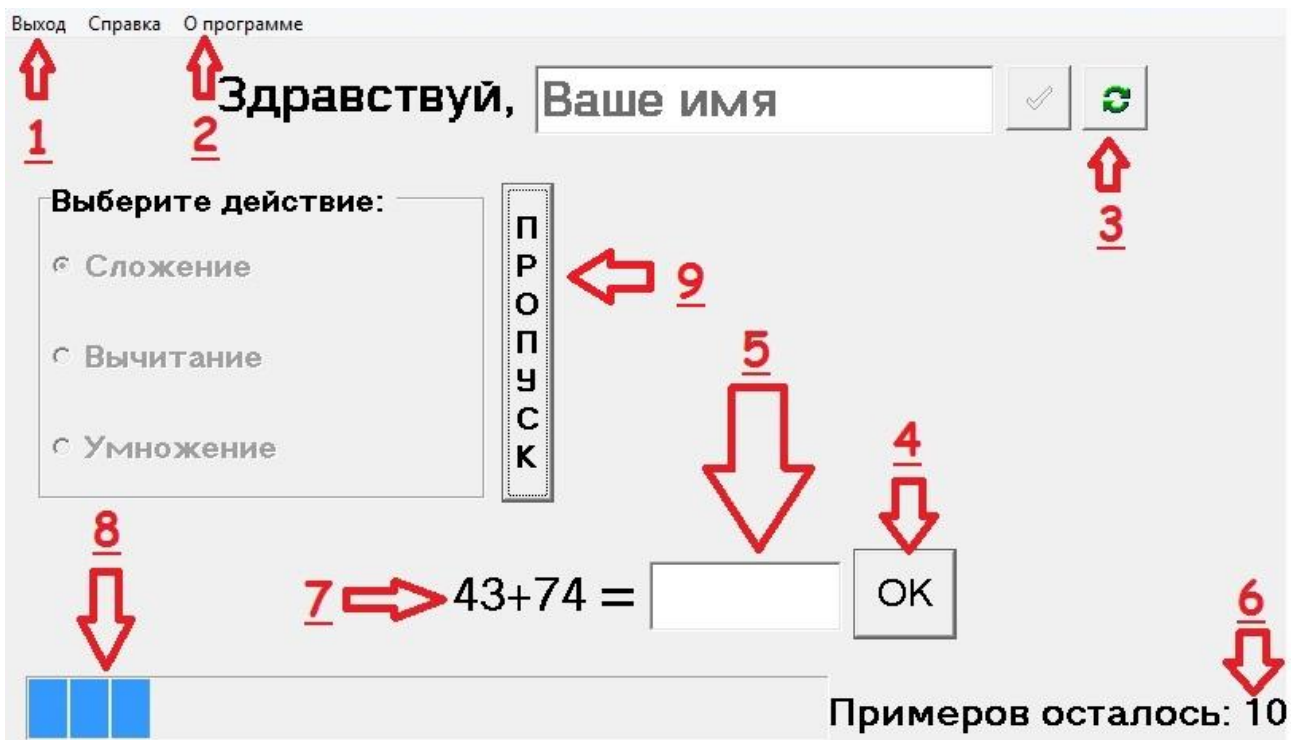 Выход Справка О программе
Здравствуй, Ваше имя
1
2
3
Выберите действие:
Сложение
Вычитание
Умножение
ПРОПУСК
9
5
4
8
7
43+74 =
OK
6
Примеров осталось: 10